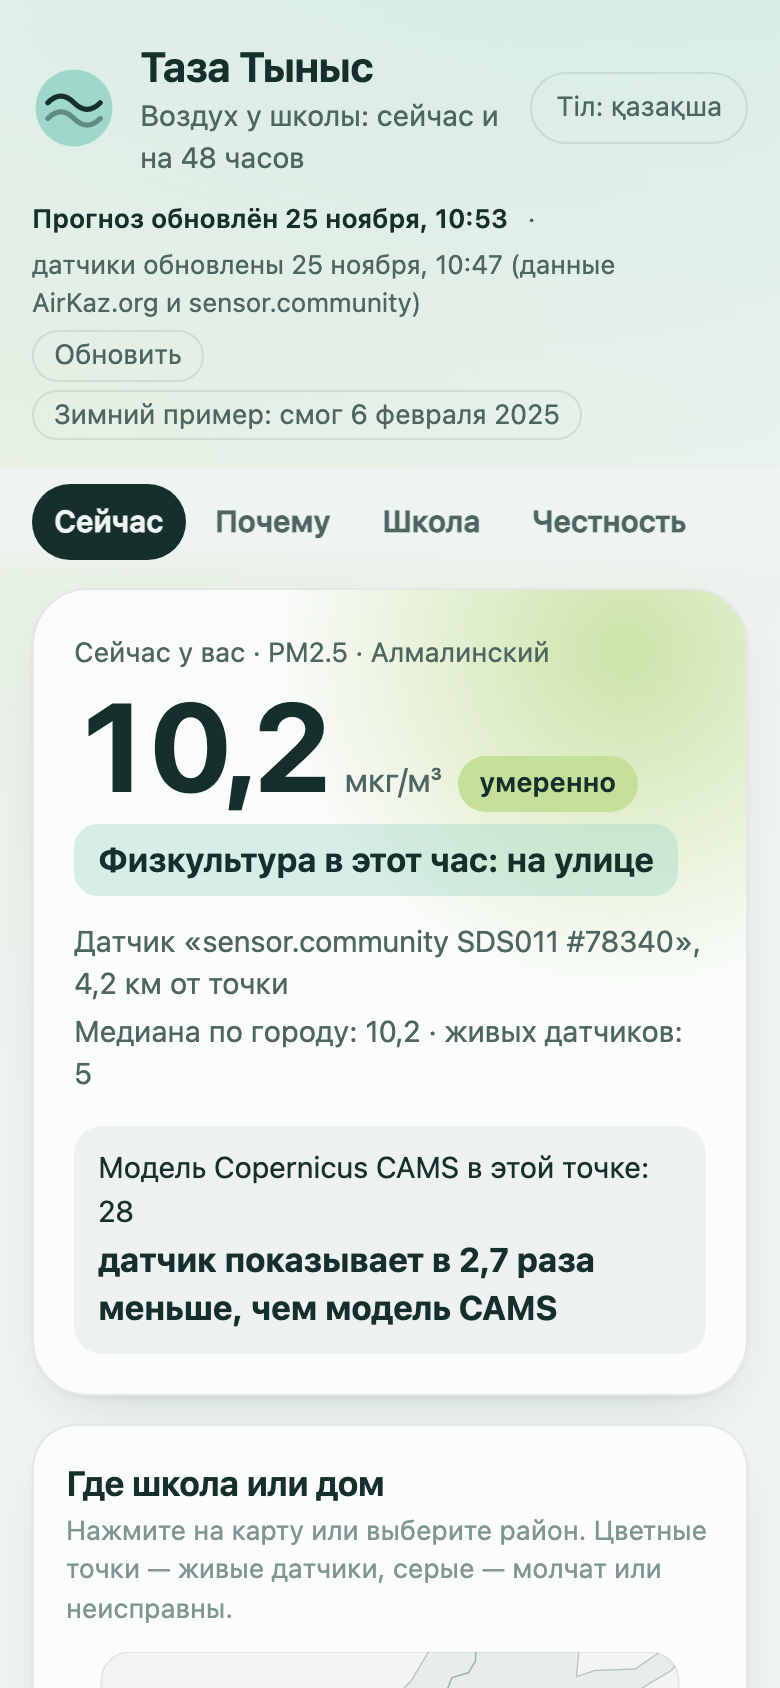 Таза Тыныс
Воздух у школы: сейчас и
на 48 часов
Тіл: қазақша
Прогноз обновлён 25 ноября, 10:53 ·
датчики обновлены 25 ноября, 10:47 (данные
AirKaz.org и sensor.community)
Обновить
Зимний пример: смог 6 февраля 2025
Сейчас Почему Школа Честность
Сейчас у вас · PM2.5 · Алмалинский
10,2 мкг/м³ умеренно
Физкультура в этот час: на улице
Датчик «sensor.community SDS011 #78340»,
4,2 км от точки
Медиана по городу: 10,2 · живых датчиков:
5
Модель Copernicus CAMS в этой точке:
28
датчик показывает в 2,7 раза
меньше, чем модель CAMS
Где школа или дом
Нажмите на карту или выберите район. Цветные
точки — живые датчики, серые — молчат или
неисправны.